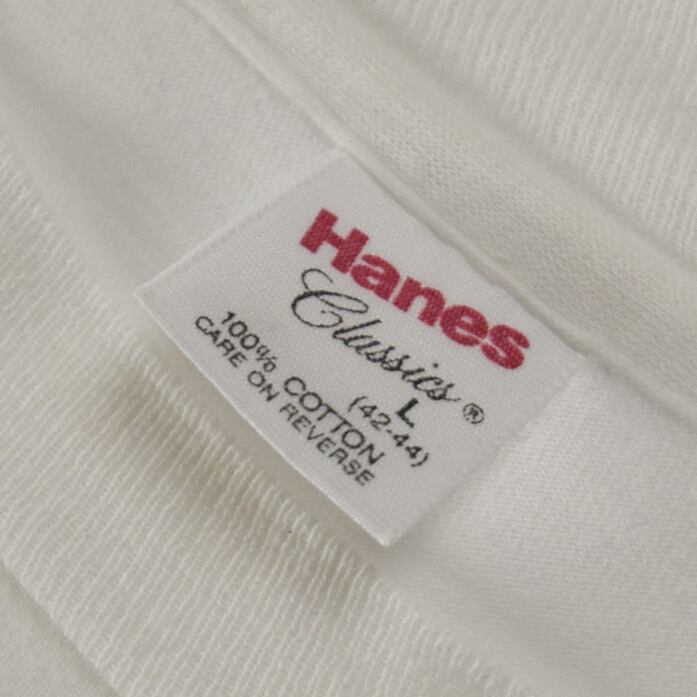 Hanes
Classics®
L
(42-44)
100% COTTON
CARE ON REVERSE